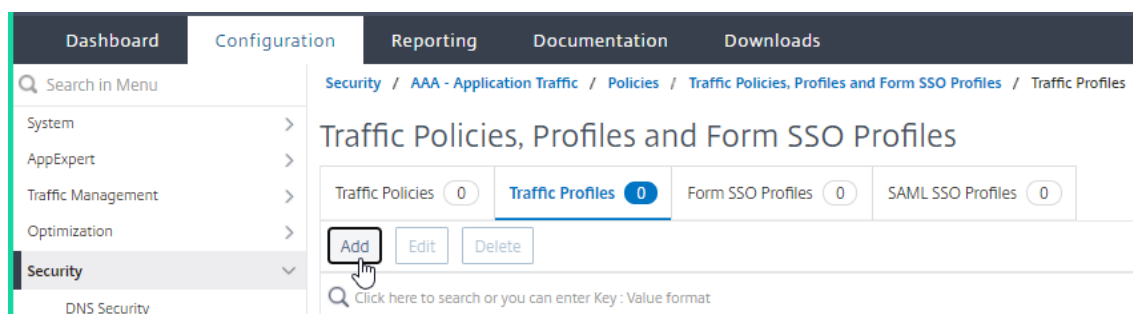 Dashboard Configuration Reporting Documentation Downloads
Search in Menu
Security / AAA - Application Traffic / Policies / Traffic Policies, Profiles and Form SSO Profiles / Traffic Profiles
System
AppExpert
Traffic Management
Optimization
Security
DNS Security
Traffic Policies, Profiles and Form SSO Profiles
Traffic Policies 0 Traffic Profiles 0 Form SSO Profiles 0 SAML SSO Profiles 0
Add Edit Delete
Click here to search or you can enter Key : Value format